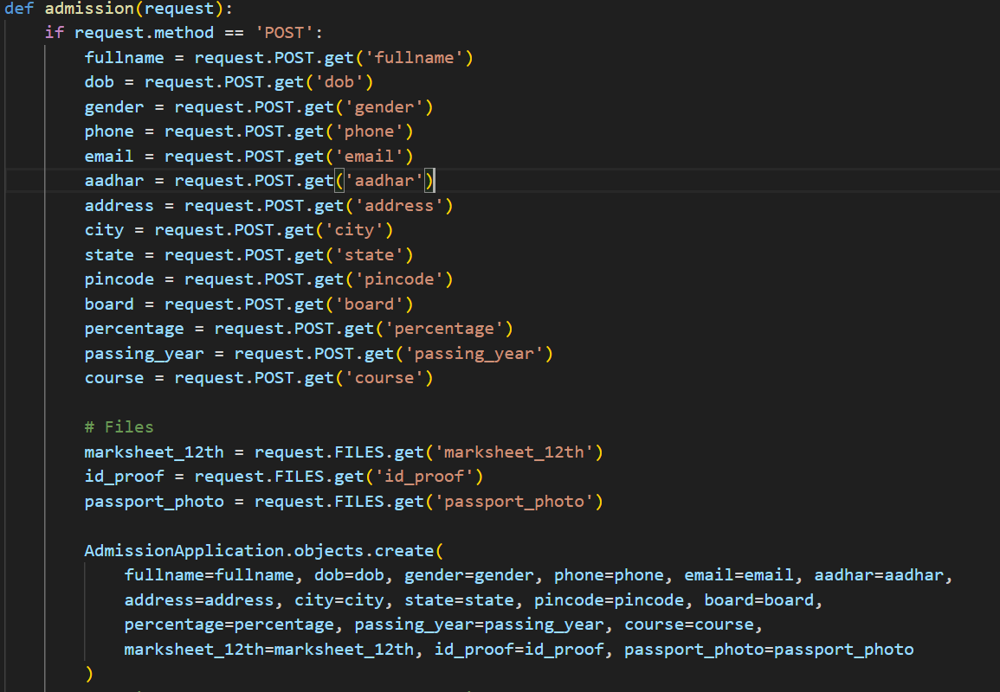 def admission(request):
    if request.method == 'POST':
        fullname = request.POST.get('fullname')
        dob = request.POST.get('dob')
        gender = request.POST.get('gender')
        phone = request.POST.get('phone')
        email = request.POST.get('email')
        aadhar = request.POST.get('aadhar')
        address = request.POST.get('address')
        city = request.POST.get('city')
        state = request.POST.get('state')
        pincode = request.POST.get('pincode')
        board = request.POST.get('board')
        percentage = request.POST.get('percentage')
        passing_year = request.POST.get('passing_year')
        course = request.POST.get('course')

        # Files
        marksheet_12th = request.FILES.get('marksheet_12th')
        id_proof = request.FILES.get('id_proof')
        passport_photo = request.FILES.get('passport_photo')

        AdmissionApplication.objects.create(
            fullname=fullname, dob=dob, gender=gender, phone=phone, email=email, aadhar=aadhar,
            address=address, city=city, state=state, pincode=pincode, board=board,
            percentage=percentage, passing_year=passing_year, course=course,
            marksheet_12th=marksheet_12th, id_proof=id_proof, passport_photo=passport_photo
        )